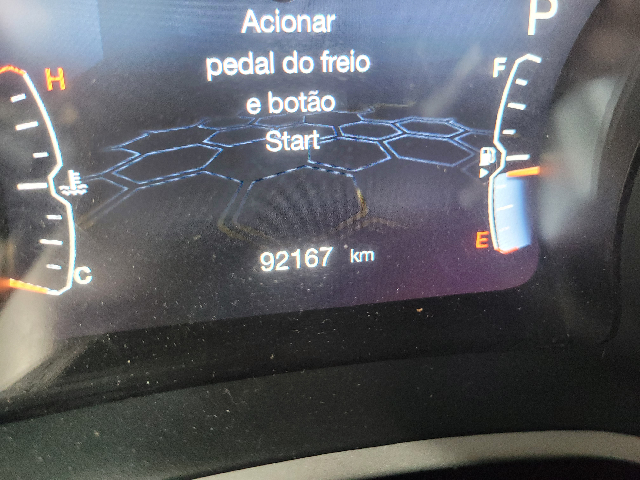 Acionar
P
pedal do freio
F
H
e botão
Start
C
E
92167 km